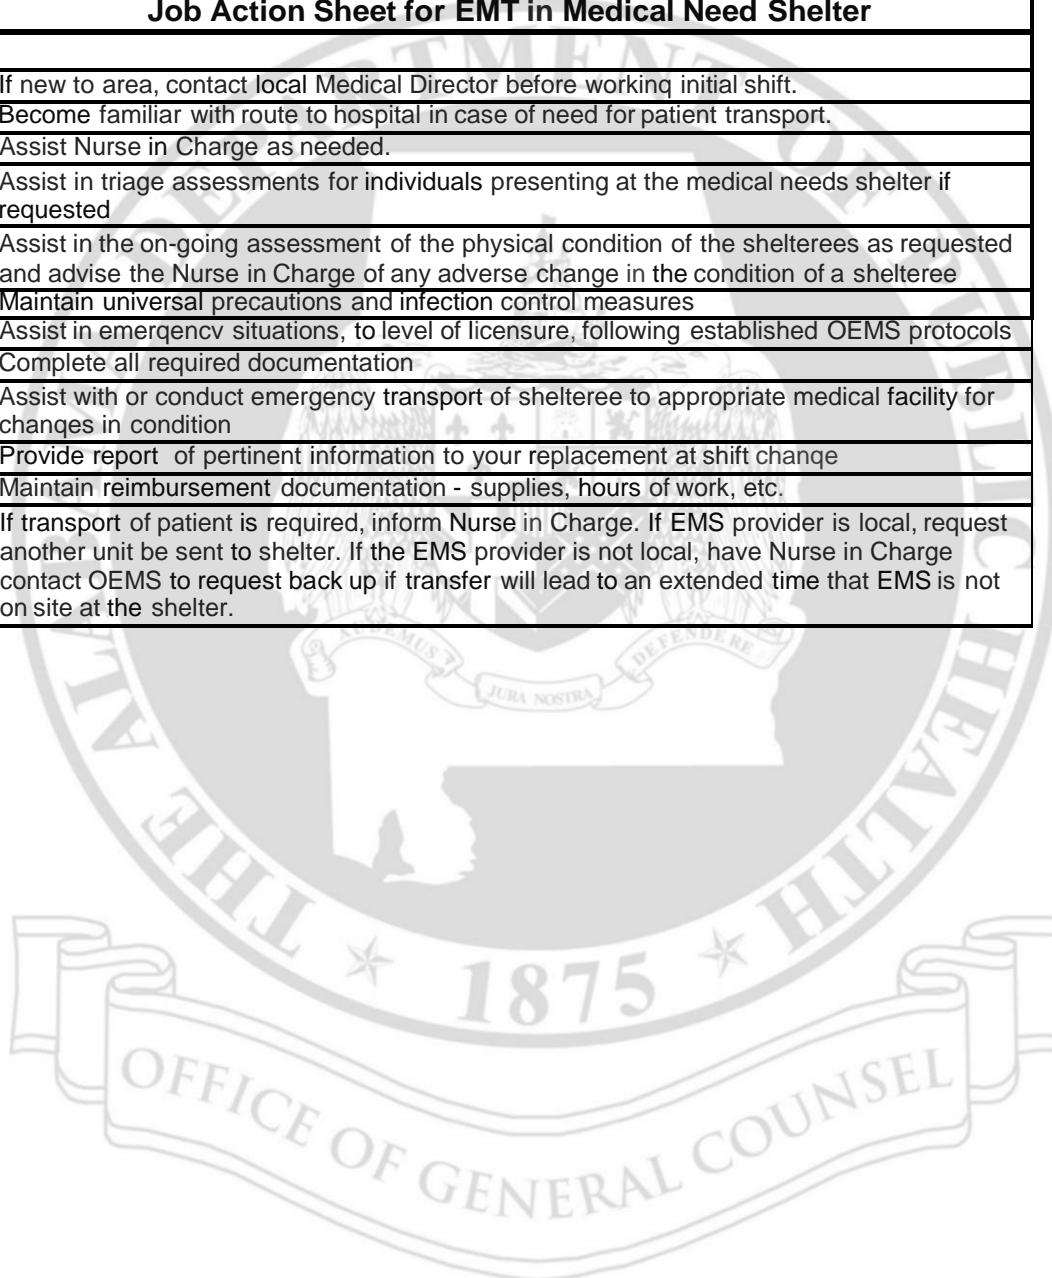 Job Action Sheet for EMT in Medical Need Shelter
If new to area, contact local Medical Director before working initial shift.
Become familiar with route to hospital in case of need for patient transport.
Assist Nurse in Charge as needed.
Assist in triage assessments for individuals presenting at the medical needs shelter if
requested
Assist in the on-going assessment of the physical condition of the shelterees as requested
and advise the Nurse in Charge of any adverse change in the condition of a shelteree
Maintain universal precautions and infection control measures
Assist in emergency situations, to level of licensure, following established OEMS protocols
Complete all required documentation
Assist with or conduct emergency transport of shelteree to appropriate medical facility for
changes in condition
Provide report of pertinent information to your replacement at shift change
Maintain reimbursement documentation - supplies, hours of work, etc.
If transport of patient is required, inform Nurse in Charge. If EMS provider is local, request
another unit be sent to shelter. If the EMS provider is not local, have Nurse in Charge
contact OEMS to request back up if transfer will lead to an extended time that EMS is not
on site at the shelter.
THE ALABAMA DEPARTMENT OF PUBLIC HEALTH
AUDEMUS JURA NOSTRA DEFENDERE
1875
OFFICE OF GENERAL COUNSEL